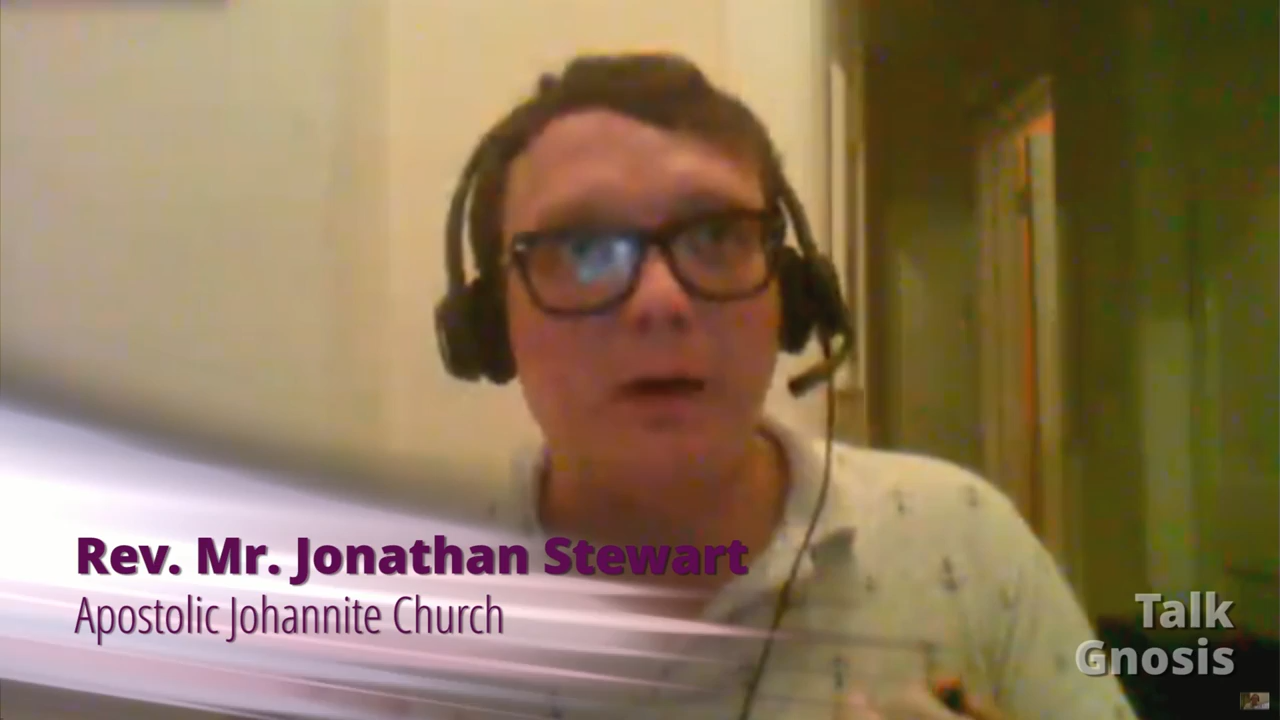 Rev. Mr. Jonathan Stewart
Apostolic Johannite Church
Talk
Gnosis